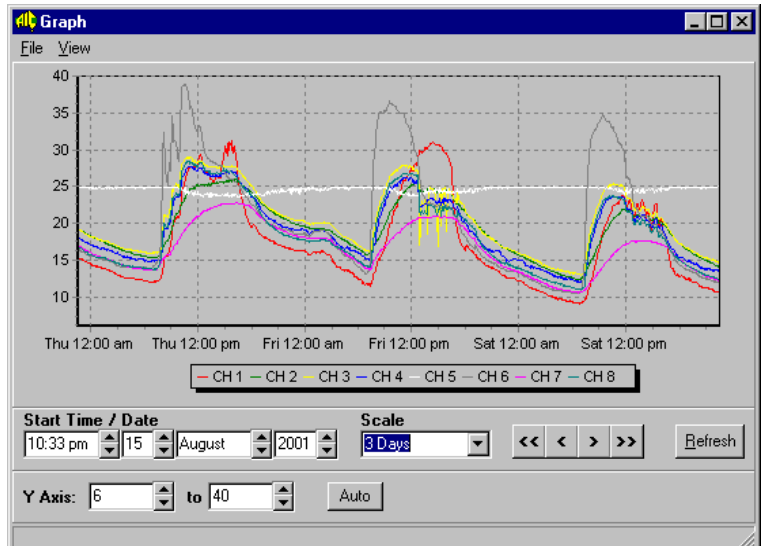 AIC Graph
File View
40
35
30
25
20
15
10
Thu 12:00 am Thu 12:00 pm Fri 12:00 am Fri 12:00 pm Sat 12:00 am Sat 12:00 pm
CH 1 CH 2 CH 3 CH 4 CH 5 CH 6 CH 7 CH 8
Start Time / Date Scale
10:33 pm 15 August 2001 3 Days << < > >> Refresh
Y Axis: 6 to 40 Auto